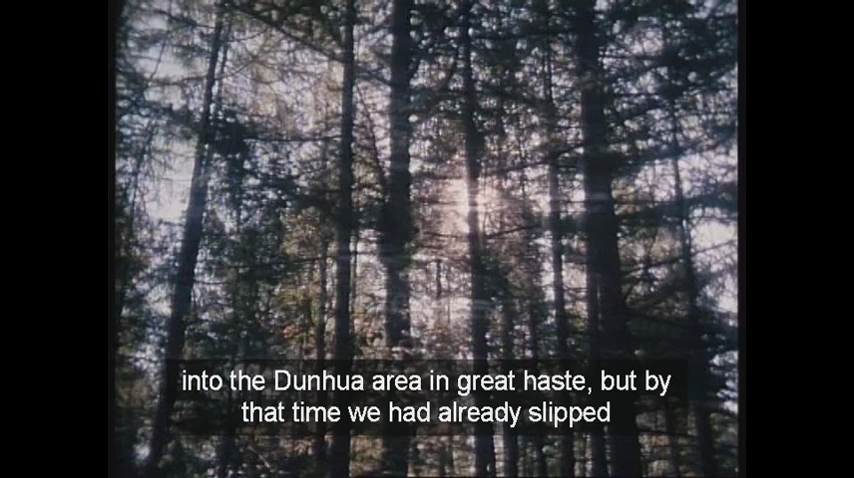 into the Dunhua area in great haste, but by
that time we had already slipped